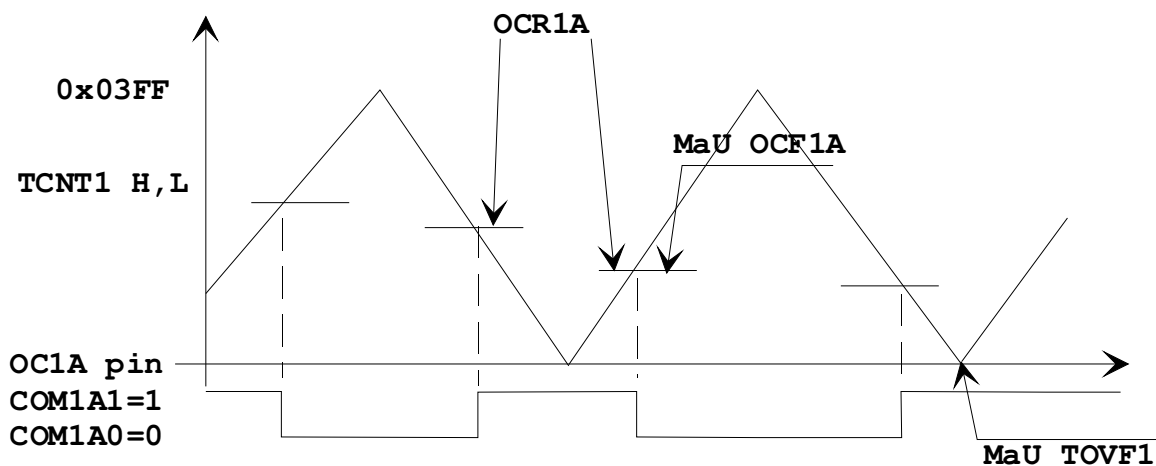 OCR1A
0x03FF
MaU OCF1A
TCNT1 H,L
OC1A pin
COM1A1=1
COM1A0=0
MaU TOVF1